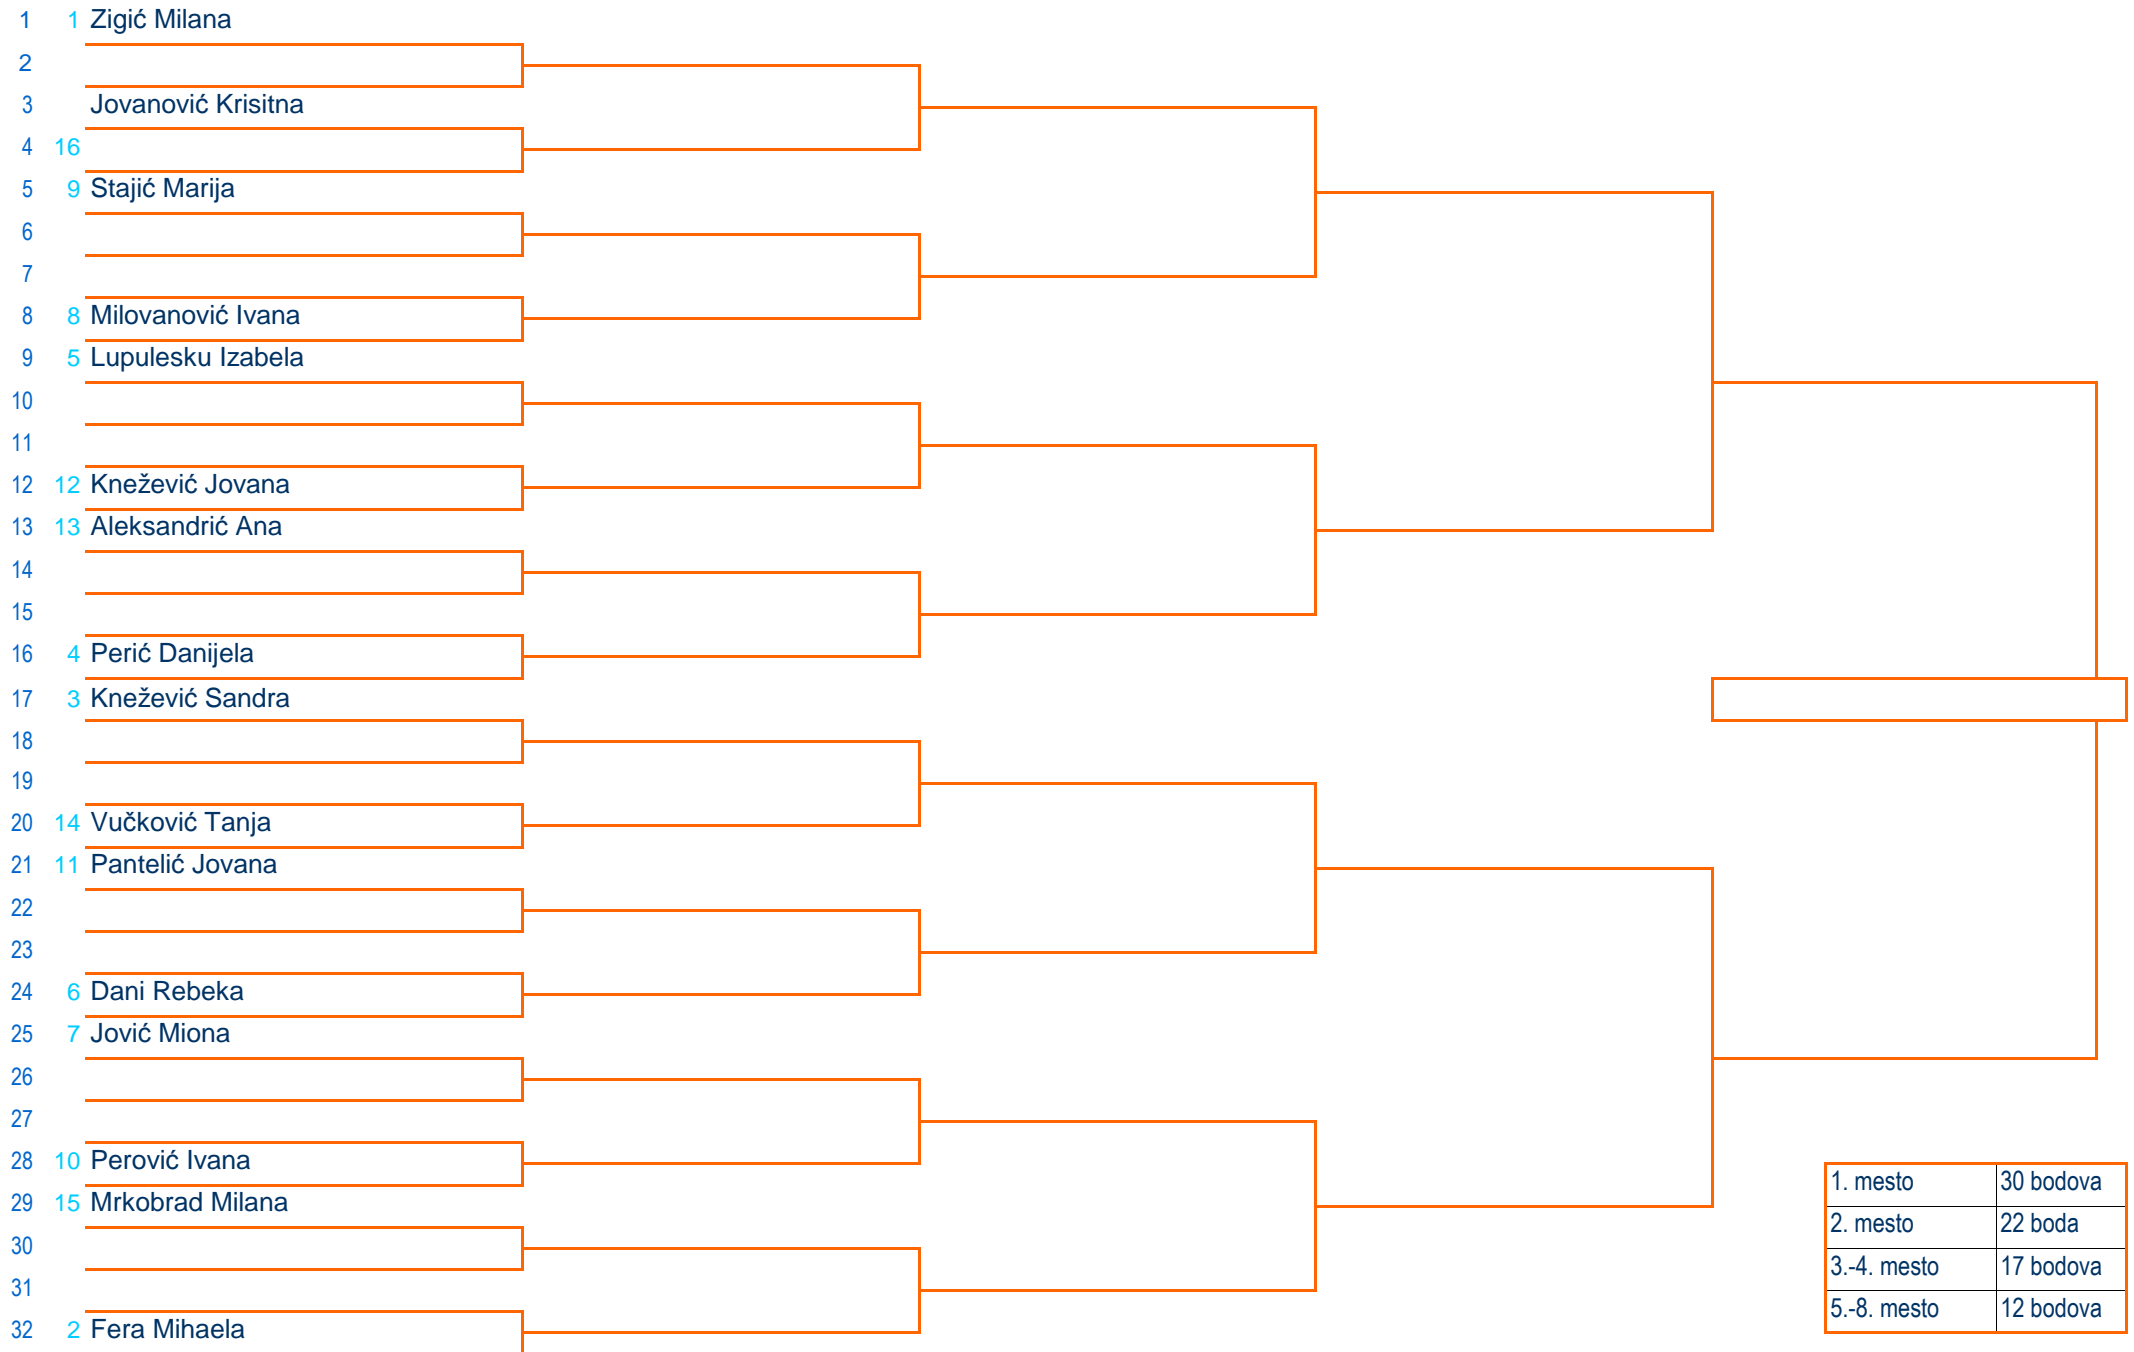 1 1 Zigić Milana
2
3 Jovanović Krisitna
4 16
5 9 Stajić Marija
6
7
8 8 Milovanović Ivana
9 5 Lupulesku Izabela
10
11
12 12 Knežević Jovana
13 13 Aleksandrić Ana
14
15
16 4 Perić Danijela
17 3 Knežević Sandra
18
19
20 14 Vučković Tanja
21 11 Pantelić Jovana
22
23
24 6 Dani Rebeka
25 7 Jović Miona
26
27
28 10 Perović Ivana
29 15 Mrkobrad Milana
30
31
32 2 Fera Mihaela
1. mesto 30 bodova
2. mesto 22 boda
3.-4. mesto 17 bodova
5.-8. mesto 12 bodova